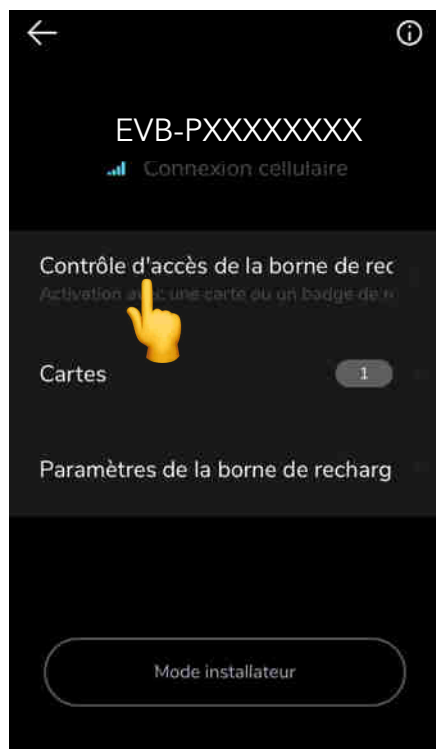 EVB-PXXXXXXXX
Connexion cellulaire
Contrôle d'accès de la borne de rec
Activation avec une carte ou un badge de r
Cartes
1
Paramètres de la borne de recharg
Mode installateur